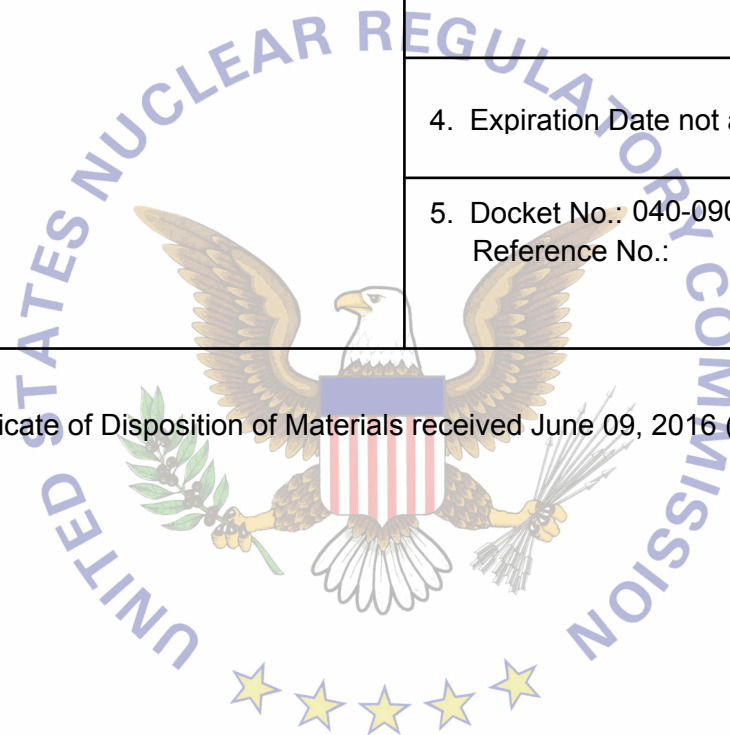 UNITED STATES NUCLEAR REGULATORY COMMISSION
4. Expiration Date not
5. Docket No.: 040-090
Reference No.:
of Disposition of Materials received June 09, 2016 (